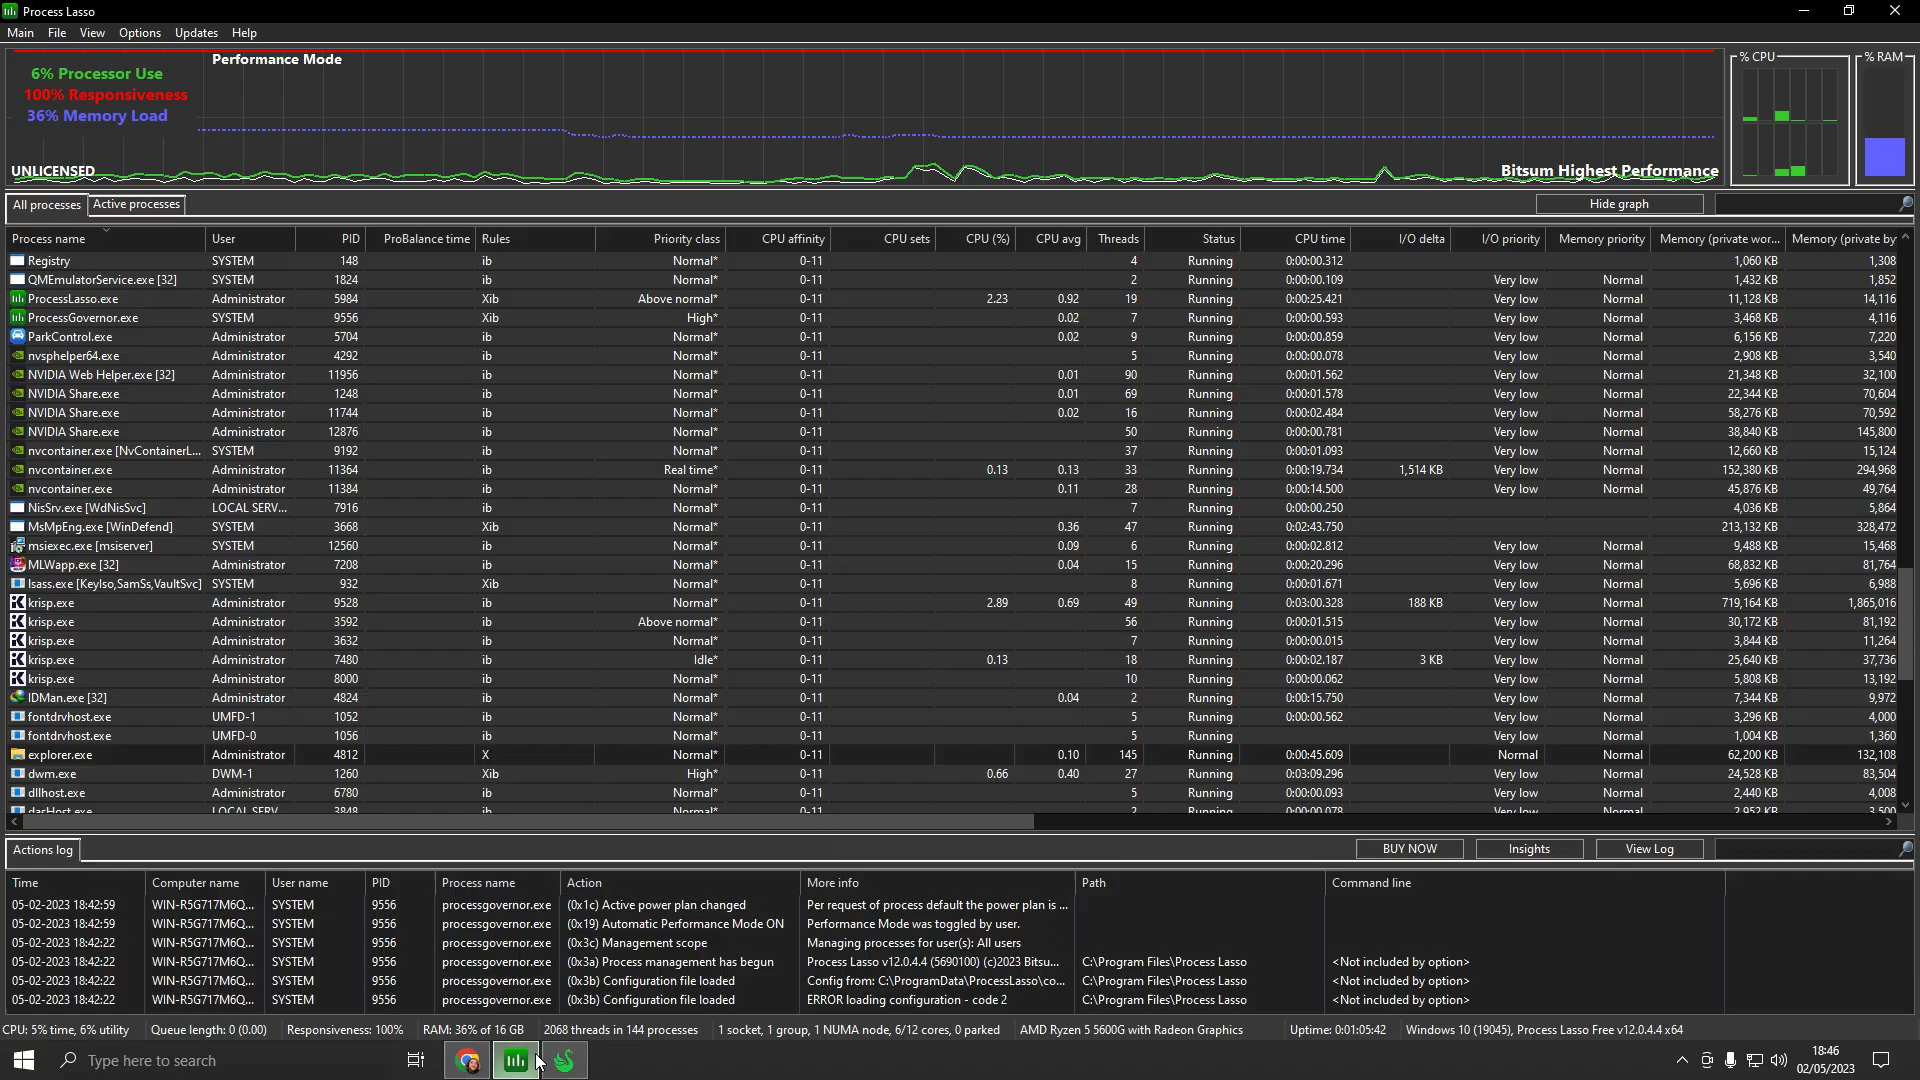 Process Lasso
Main File View Options Updates Help
Performance Mode
6% Processor Use
100% Responsiveness
36% Memory Load
UNLICENSED
Bitsum Highest Performance
% CPU
% RAM
All processes Active processes Hide graph
Process name User PID ProBalance time Rules Priority class CPU affinity CPU sets CPU (%) CPU avg Threads Status CPU time I/O delta I/O priority Memory priority Memory (private wor... Memory (private by
Registry SYSTEM 148 ib Normal* 0-11 4 Running 0:00:00.312 1,060 KB 1,308
QMEmulatorService.exe [32] SYSTEM 1824 ib Normal* 0-11 2 Running 0:00:00.109 Very low Normal 1,432 KB 1,852
ProcessLasso.exe Administrator 5984 Xib Above normal* 0-11 2.23 0.92 19 Running 0:00:25.421 Very low Normal 11,128 KB 14,116
ProcessGovernor.exe SYSTEM 9556 Xib High* 0-11 0.02 7 Running 0:00:00.593 Very low Normal 3,468 KB 4,116
ParkControl.exe Administrator 5704 ib Normal* 0-11 0.02 9 Running 0:00:00.859 Very low Normal 6,156 KB 7,220
nvsphelper64.exe Administrator 4292 ib Normal* 0-11 5 Running 0:00:00.078 Very low Normal 2,908 KB 3,540
NVIDIA Web Helper.exe [32] Administrator 11956 ib Normal* 0-11 0.01 90 Running 0:00:01.562 Very low Normal 21,348 KB 32,100
NVIDIA Share.exe Administrator 1248 ib Normal* 0-11 0.01 69 Running 0:00:01.578 Very low Normal 22,344 KB 70,604
NVIDIA Share.exe Administrator 11744 ib Normal* 0-11 0.02 16 Running 0:00:02.484 Very low Normal 58,276 KB 70,592
NVIDIA Share.exe Administrator 12876 ib Normal* 0-11 50 Running 0:00:00.781 Very low Normal 38,840 KB 145,800
nvcontainer.exe [NvContainerL... SYSTEM 9192 ib Normal* 0-11 37 Running 0:00:01.093 Very low Normal 12,660 KB 15,124
nvcontainer.exe Administrator 11364 ib Real time* 0-11 0.13 0.13 33 Running 0:00:19.734 1,514 KB Very low Normal 152,380 KB 294,968
nvcontainer.exe Administrator 11384 ib Normal* 0-11 0.11 28 Running 0:00:14.500 Very low Normal 45,876 KB 49,764
NisSrv.exe [WdNisSvc] LOCAL SERV... 7916 ib Normal* 0-11 7 Running 0:00:00.250 4,036 KB 5,864
MsMpEng.exe [WinDefend] SYSTEM 3668 Xib Normal* 0-11 0.36 47 Running 0:02:43.750 213,132 KB 328,472
msiexec.exe [msiserver] SYSTEM 12560 ib Normal* 0-11 0.09 6 Running 0:00:02.812 Very low Normal 9,488 KB 15,468
MLWapp.exe [32] Administrator 7208 ib Normal* 0-11 0.04 15 Running 0:00:20.296 Very low Normal 68,832 KB 81,764
lsass.exe [KeyIso,SamSs,VaultSvc] SYSTEM 932 Xib Normal* 0-11 8 Running 0:00:01.671 Very low Normal 5,696 KB 6,988
krisp.exe Administrator 9528 ib Normal* 0-11 2.89 0.69 49 Running 0:03:00.328 188 KB Very low Normal 719,164 KB 1,865,016
krisp.exe Administrator 3592 ib Above normal* 0-11 56 Running 0:00:01.515 Very low Normal 30,172 KB 81,192
krisp.exe Administrator 3632 ib Normal* 0-11 7 Running 0:00:00.015 Very low Normal 3,844 KB 11,264
krisp.exe Administrator 7480 ib Idle* 0-11 0.13 18 Running 0:00:02.187 3 KB Very low Normal 25,640 KB 37,736
krisp.exe Administrator 8000 ib Normal* 0-11 10 Running 0:00:00.062 Very low Normal 5,808 KB 13,192
IDMan.exe [32] Administrator 4824 ib Normal* 0-11 0.04 2 Running 0:00:15.750 Very low Normal 7,344 KB 9,972
fontdrvhost.exe UMFD-1 1052 ib Normal* 0-11 5 Running 0:00:00.562 Very low Normal 3,296 KB 4,000
fontdrvhost.exe UMFD-0 1056 ib Normal* 0-11 5 Running Very low Normal 1,004 KB 1,360
explorer.exe Administrator 4812 X Normal* 0-11 0.10 145 Running 0:00:45.609 Normal Normal 62,200 KB 132,108
dwm.exe DWM-1 1260 Xib High* 0-11 0.66 0.40 27 Running 0:03:09.296 Very low Normal 24,528 KB 83,504
dllhost.exe Administrator 6780 ib Normal* 0-11 5 Running 0:00:00.093 Very low Normal 2,440 KB 4,008
dasHost.exe LOCAL SERV... 3848 ib Normal* 0-11 2 Running 0:00:00.078 Very low Normal 2,952 KB 3,500
Actions log BUY NOW Insights View Log
Time Computer name User name PID Process name Action More info Path Command line
05-02-2023 18:42:59 WIN-R5G717M6Q... SYSTEM 9556 processgovernor.exe (0x1c) Active power plan changed Per request of process default the power plan is ...
05-02-2023 18:42:59 WIN-R5G717M6Q... SYSTEM 9556 processgovernor.exe (0x19) Automatic Performance Mode ON Performance Mode was toggled by user.
05-02-2023 18:42:22 WIN-R5G717M6Q... SYSTEM 9556 processgovernor.exe (0x3c) Management scope Managing processes for user(s): All users
05-02-2023 18:42:22 WIN-R5G717M6Q... SYSTEM 9556 processgovernor.exe (0x3a) Process management has begun Process Lasso v12.0.4.4 (5690100) (c)2023 Bitsu... C:\Program Files\Process Lasso <Not included by option>
05-02-2023 18:42:22 WIN-R5G717M6Q... SYSTEM 9556 processgovernor.exe (0x3b) Configuration file loaded Config from: C:\ProgramData\ProcessLasso\co... C:\Program Files\Process Lasso <Not included by option>
05-02-2023 18:42:22 WIN-R5G717M6Q... SYSTEM 9556 processgovernor.exe (0x3b) Configuration file loaded ERROR loading configuration - code 2 C:\Program Files\Process Lasso <Not included by option>
CPU: 5% time, 6% utility Queue length: 0 (0.00) Responsiveness: 100% RAM: 36% of 16 GB 2068 threads in 144 processes 1 socket, 1 group, 1 NUMA node, 6/12 cores, 0 parked AMD Ryzen 5 5600G with Radeon Graphics Uptime: 0:01:05:42 Windows 10 (19045), Process Lasso Free v12.0.4.4 x64
Type here to search
18:46
02/05/2023